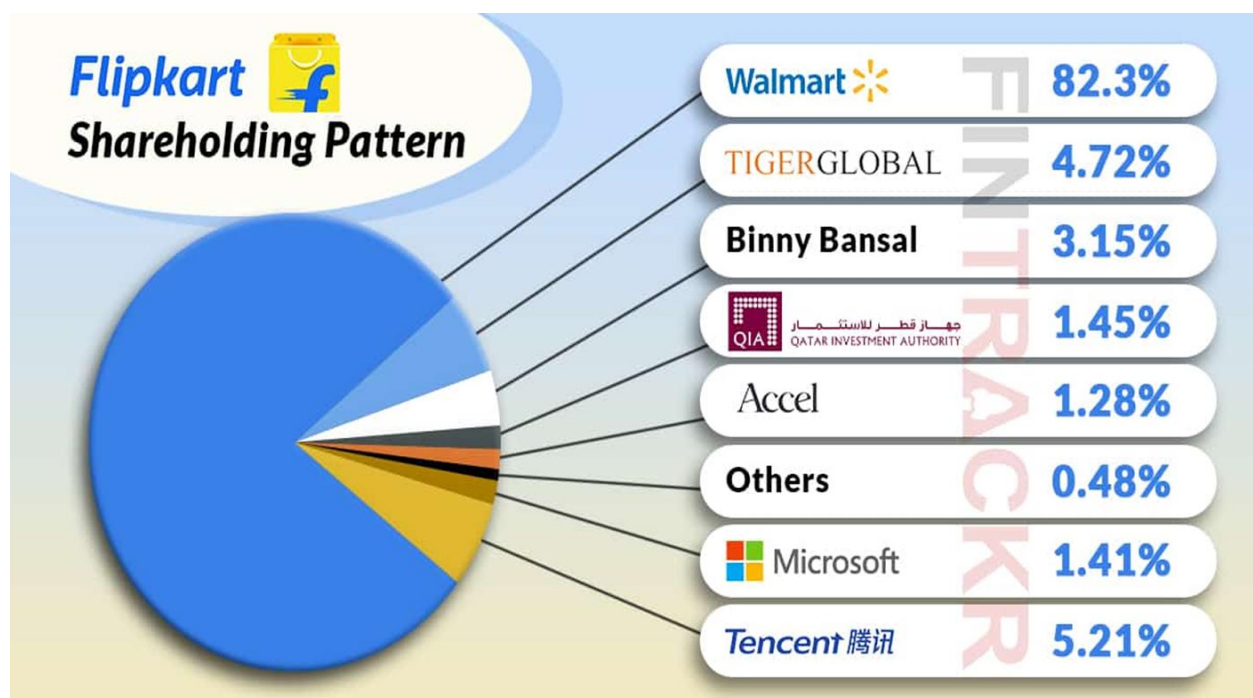 Flipkart
Shareholding Pattern
Walmart 82.3%
TIGERGLOBAL 4.72%
Binny Bansal 3.15%
QIA جهاز قطر للاستثمار
QATAR INVESTMENT AUTHORITY 1.45%
Accel 1.28%
Others 0.48%
Microsoft 1.41%
Tencent 腾讯 5.21%
FINTRACKR